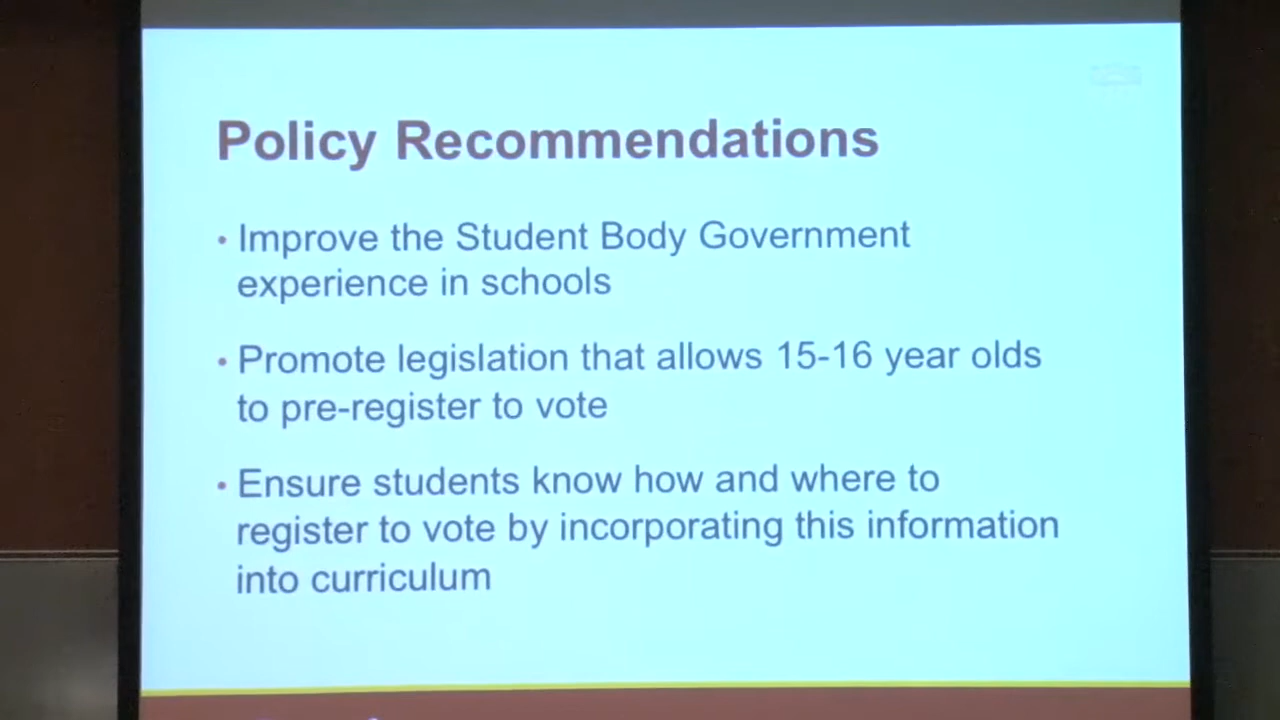 Policy Recommendations
• Improve the Student Body Government
experience in schools
• Promote legislation that allows 15-16 year olds
to pre-register to vote
• Ensure students know how and where to
register to vote by incorporating this information
into curriculum